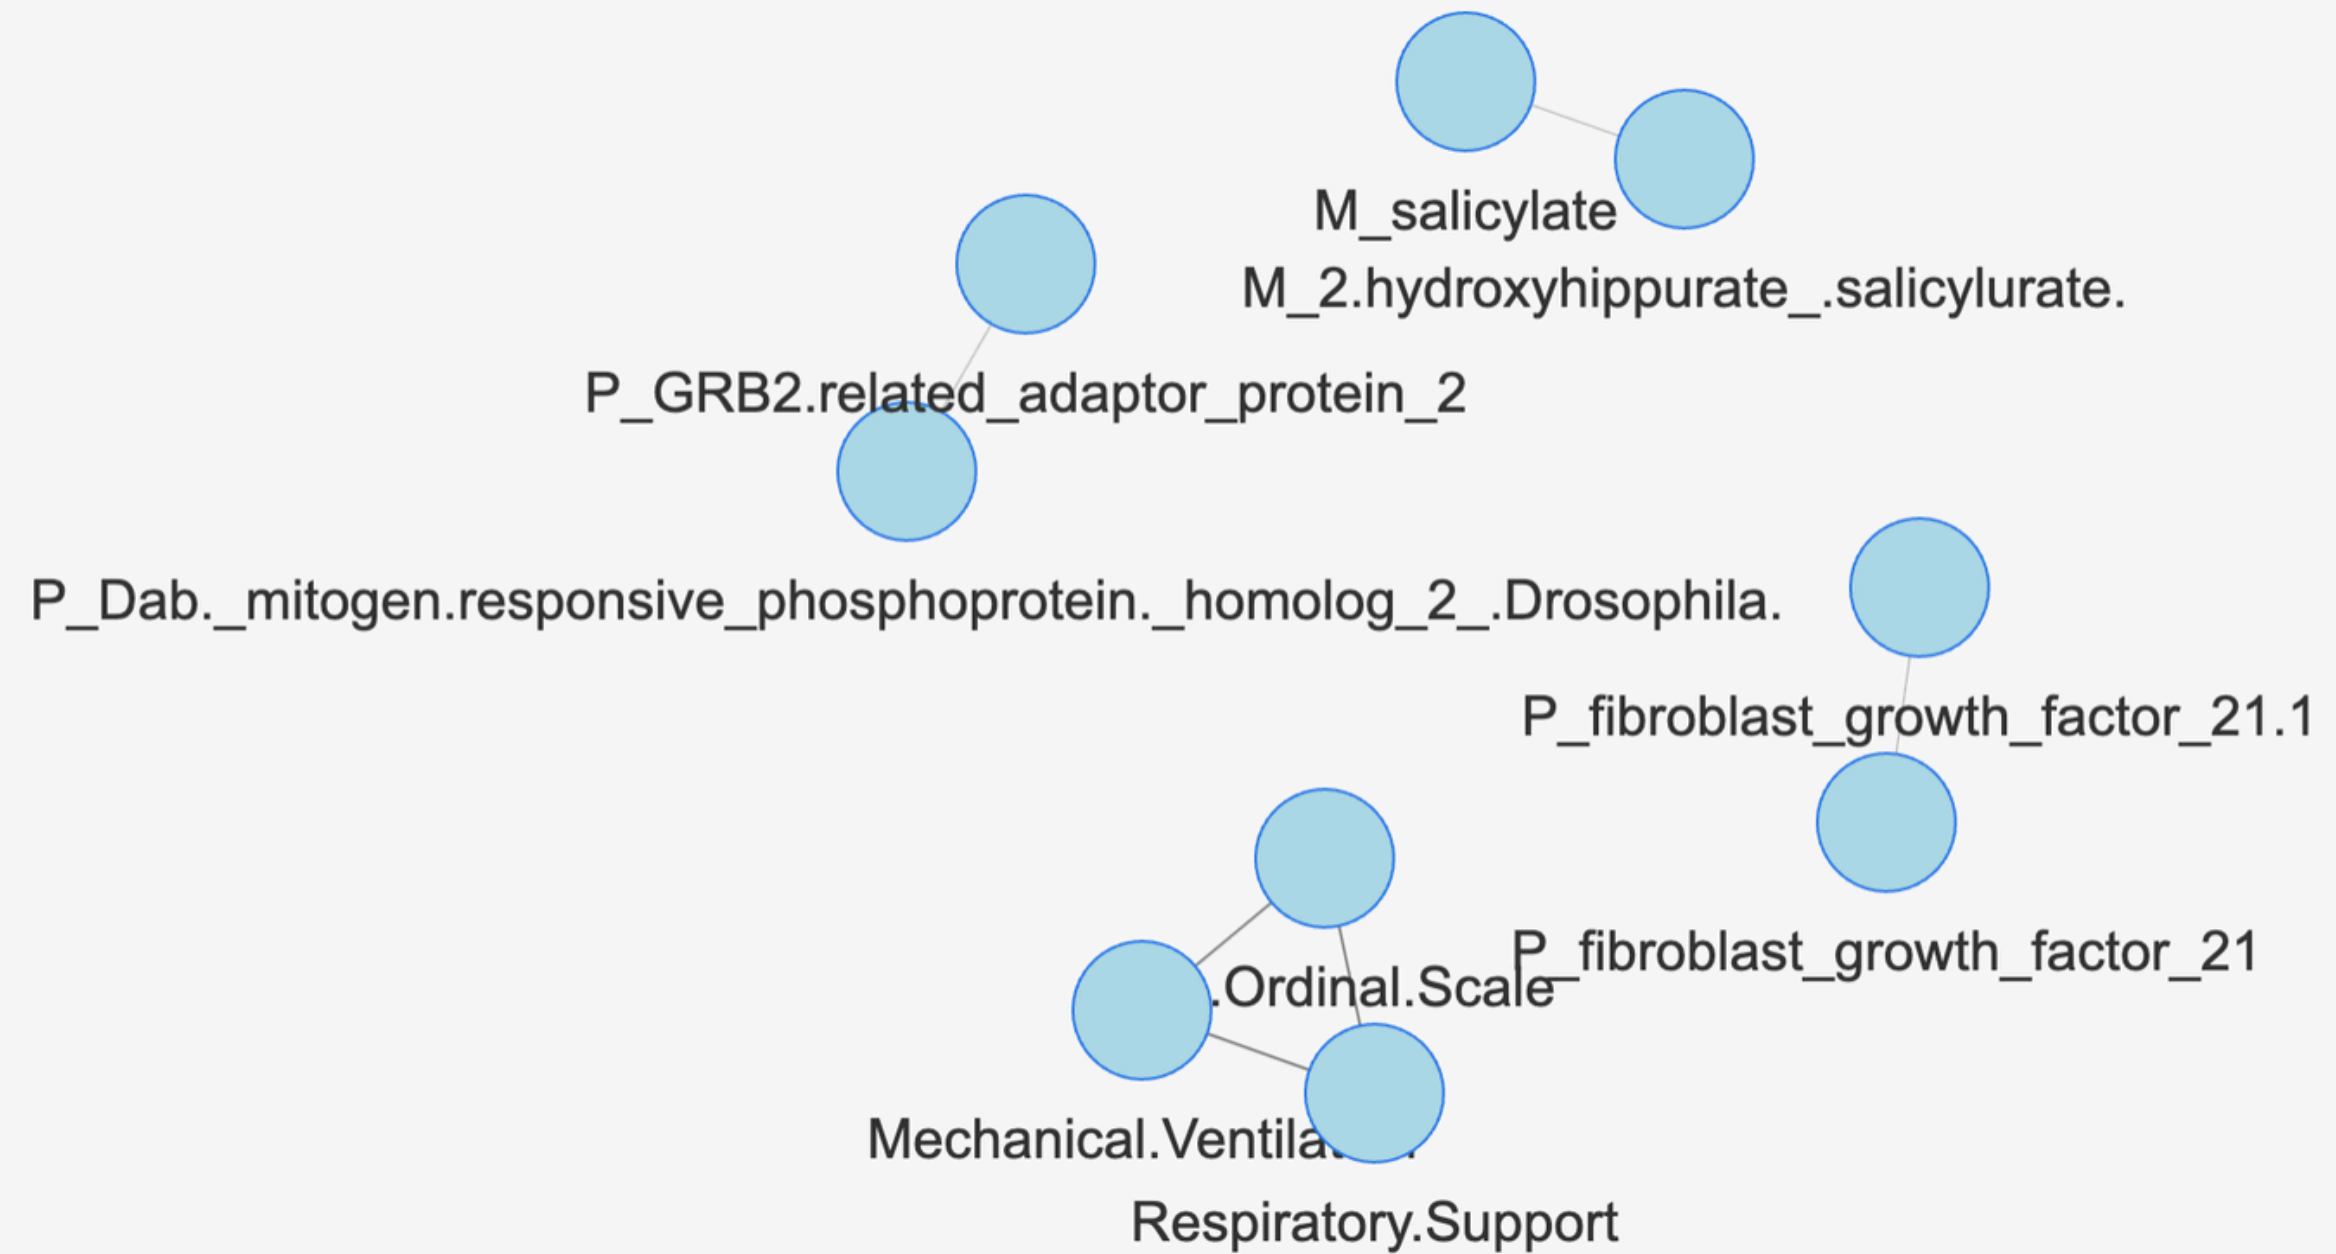 M_salicylate
M_2.hydroxyhippurate_.salicylurate.
P_GRB2.related_adaptor_protein_2
P_Dab._mitogen.responsive_phosphoprotein._homolog_2_.Drosophila.
P_fibroblast_growth_factor_21.1
P_fibroblast_growth_factor_21
.Ordinal.Scale
Respiratory.Support